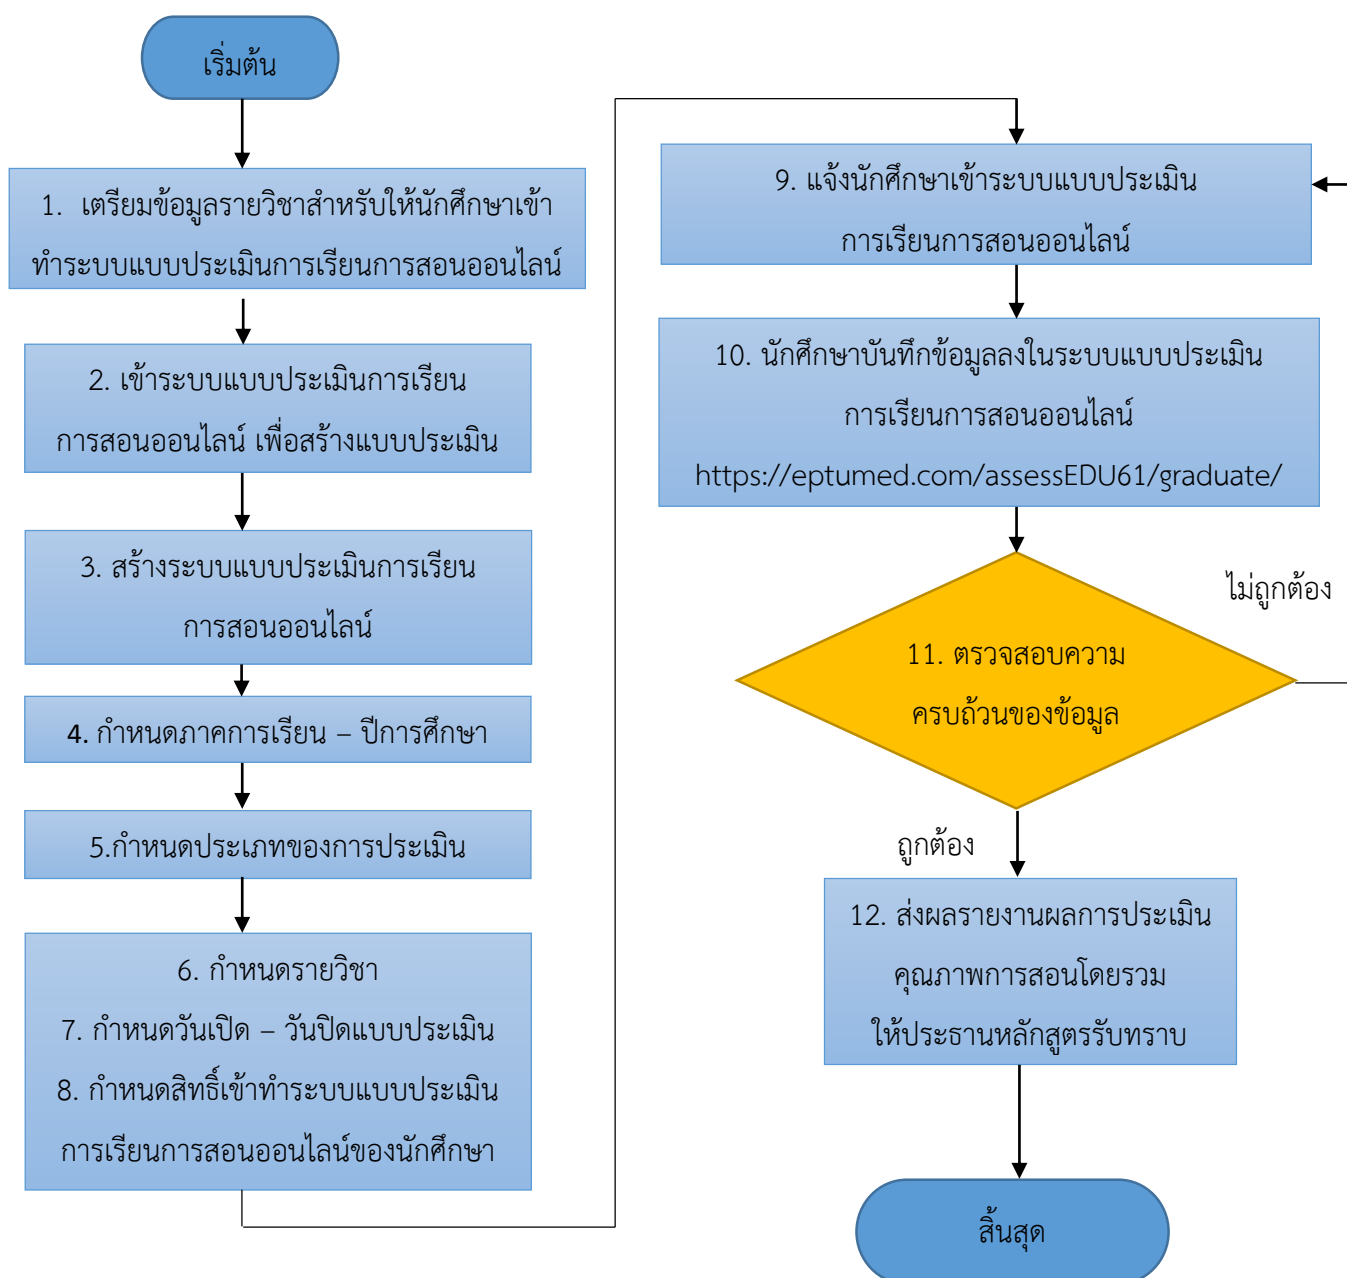 เริ่มต้น
1. เตรียมข้อมูลรายวิชาสำหรับให้นักศึกษาเข้า
ทำระบบแบบประเมินการเรียนการสอนออนไลน์
2. เข้าระบบแบบประเมินการเรียน
การสอนออนไลน์ เพื่อสร้างแบบประเมิน
3. สร้างระบบแบบประเมินการเรียน
การสอนออนไลน์
4. กำหนดภาคการเรียน – ปีการศึกษา
5.กำหนดประเภทของการประเมิน
6. กำหนดรายวิชา
7. กำหนดวันเปิด – วันปิดแบบประเมิน
8. กำหนดสิทธิ์เข้าทำระบบแบบประเมิน
การเรียนการสอนออนไลน์ของนักศึกษา
9. แจ้งนักศึกษาเข้าระบบแบบประเมิน
การเรียนการสอนออนไลน์
10. นักศึกษาบันทึกข้อมูลลงในระบบแบบประเมิน
การเรียนการสอนออนไลน์
https://eptumed.com/assessEDU61/graduate/
ไม่ถูกต้อง
11. ตรวจสอบความ
ครบถ้วนของข้อมูล
ถูกต้อง
12. ส่งผลรายงานผลการประเมิน
คุณภาพการสอนโดยรวม
ให้ประธานหลักสูตรรับทราบ
สิ้นสุด